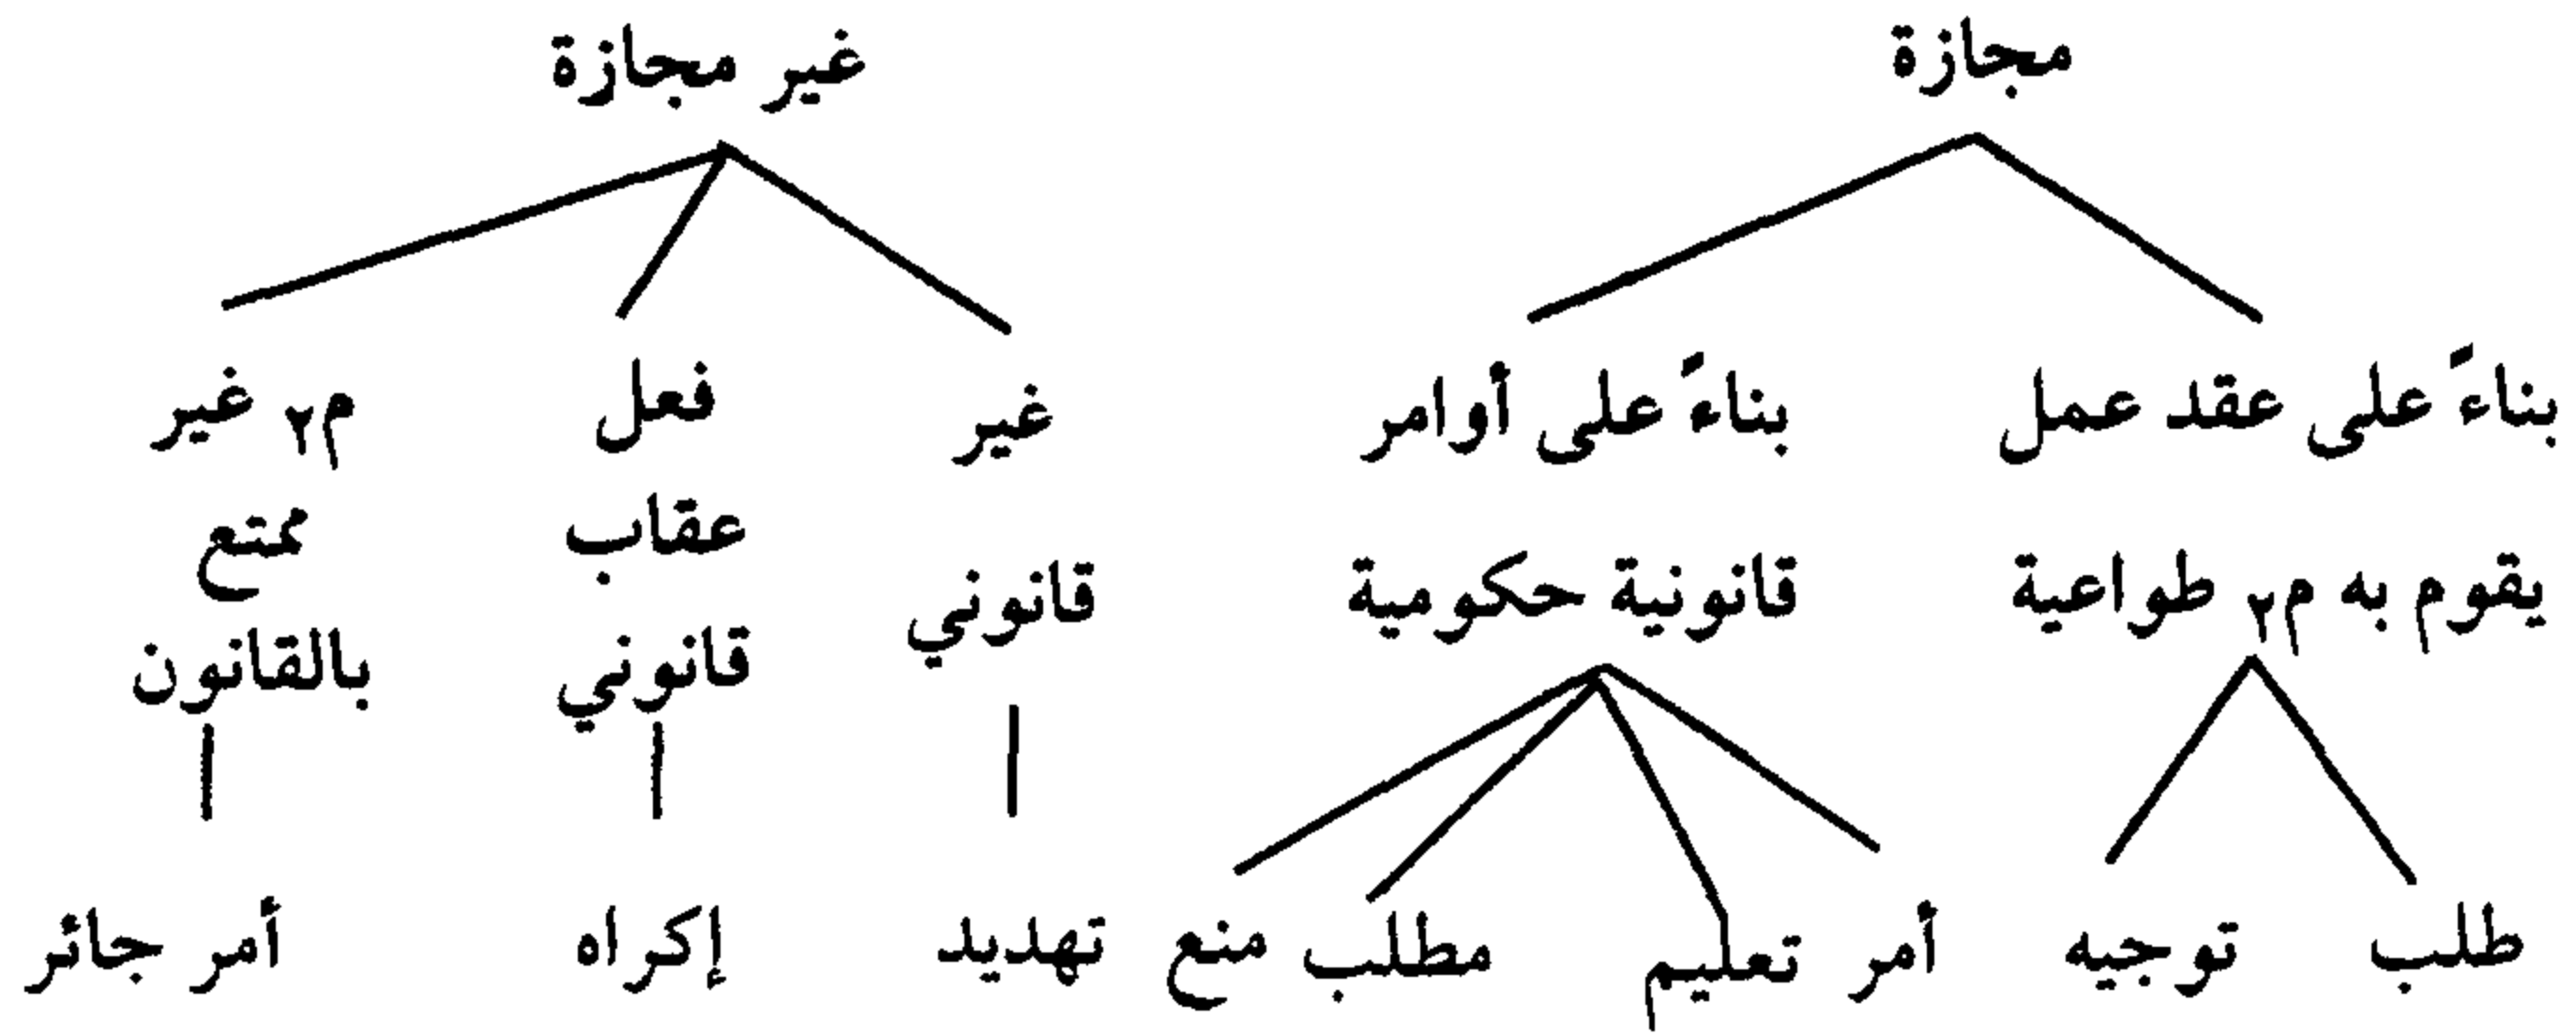 مجازة
غير مجازة
بناءً على عقد عمل
يقوم به م٢ طواعية
بناءً على أوامر
قانونية حكومية
غير
قانوني
فعل
عقاب
قانوني
م٢ غير
ممتع
بالقانون
طلب
توجيه
أمر
تعليم
مطلب
منع
تهديد
إكراه
أمر جائر